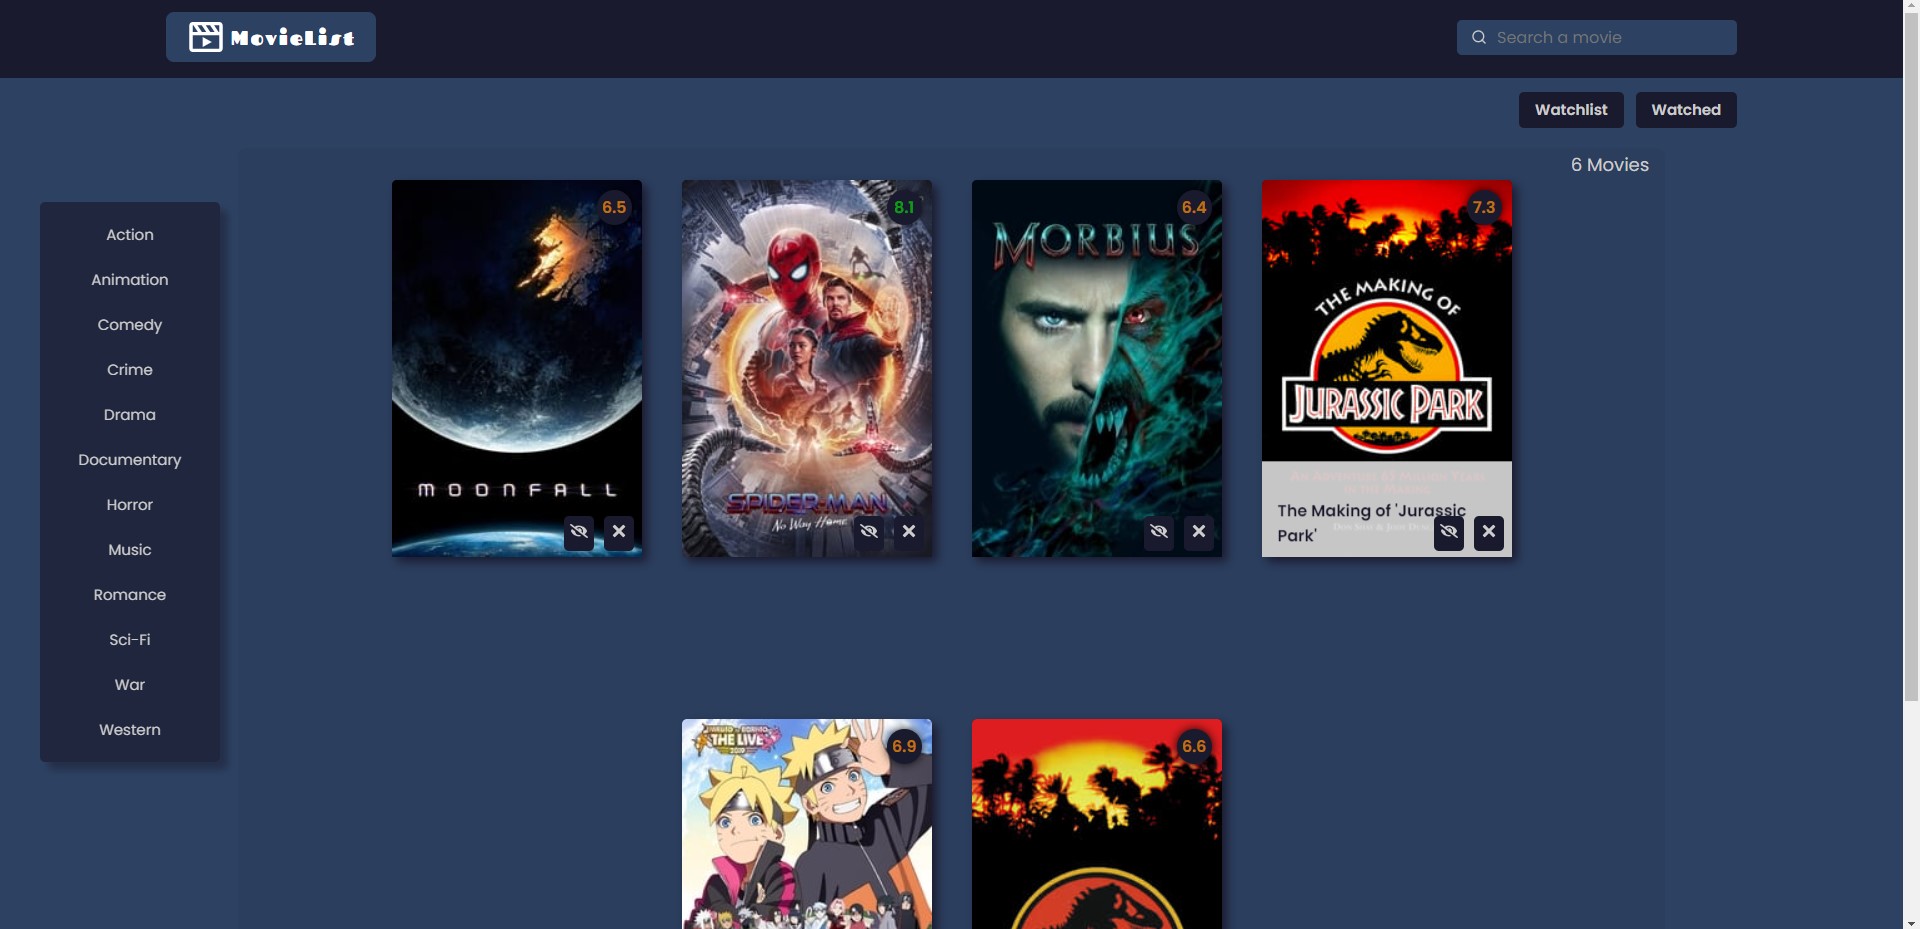 MovieList
Search a movie
Watchlist
Watched
6 Movies
Action
Animation
Comedy
Crime
Drama
Documentary
Horror
Music
Romance
Sci-Fi
War
Western
6.5
MOONFALL
8.1
SPIDER-MAN
No Way Home
6.4
MORBIUS
7.3
THE MAKING OF
JURASSIC PARK
The Making of 'Jurassic
Park'
6.9
THE LIVE
2019
6.6